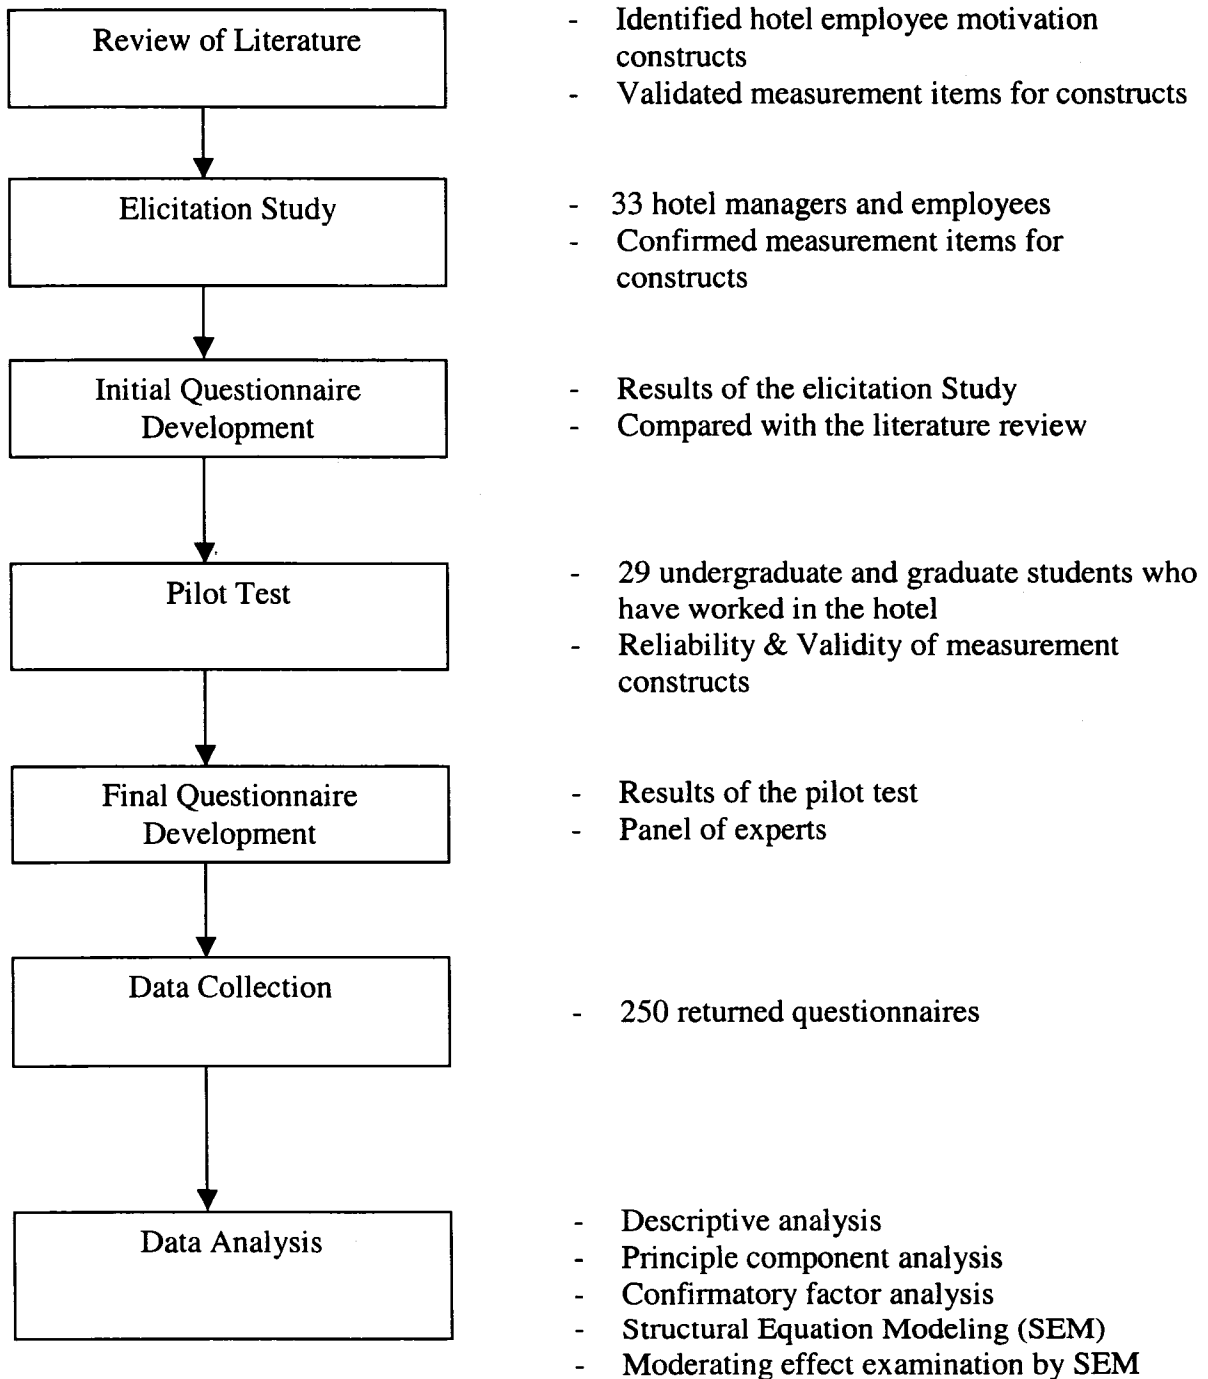 Review of Literature
- Identified hotel employee motivation
constructs
- Validated measurement items for constructs
Elicitation Study
- 33 hotel managers and employees
- Confirmed measurement items for
constructs
Initial Questionnaire
Development
- Results of the elicitation Study
- Compared with the literature review
Pilot Test
- 29 undergraduate and graduate students who
have worked in the hotel
- Reliability & Validity of measurement
constructs
Final Questionnaire
Development
- Results of the pilot test
- Panel of experts
Data Collection
- 250 returned questionnaires
Data Analysis
- Descriptive analysis
- Principle component analysis
- Confirmatory factor analysis
- Structural Equation Modeling (SEM)
- Moderating effect examination by SEM